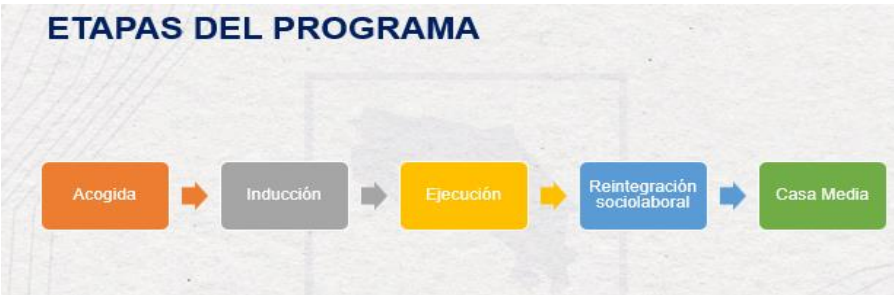 ETAPAS DEL PROGRAMA
Acogida
Inducción
Ejecución
Reintegración
sociolaboral
Casa Media